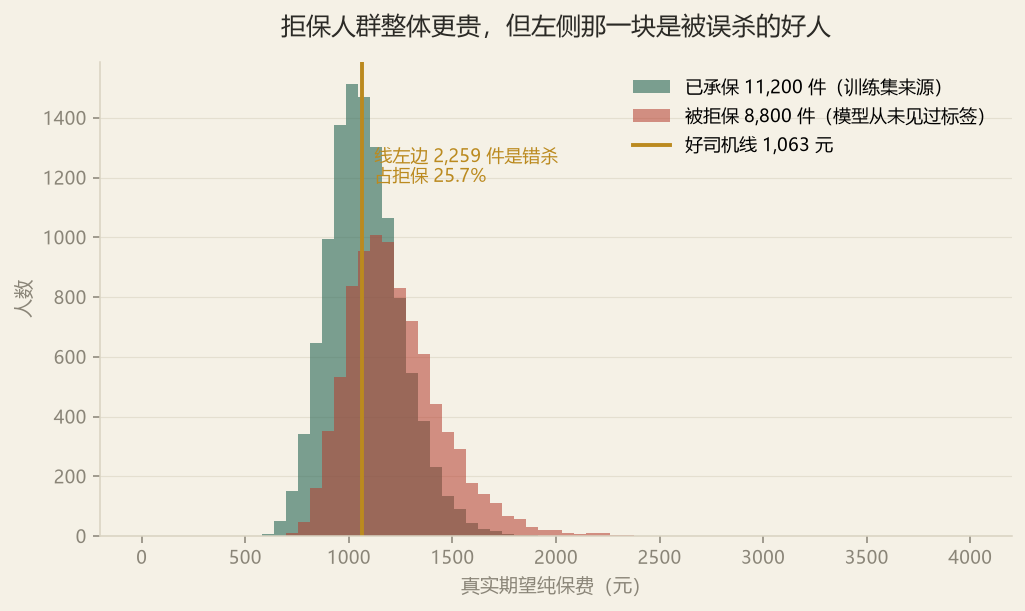 拒保人群整体更贵，但左侧那一块是被误杀的好人
已承保 11,200 件（训练集来源）
被拒保 8,800 件（模型从未见过标签）
好司机线 1,063 元
线左边 2,259 件是错杀
占拒保 25.7%
人数
1400
1200
1000
800
600
400
200
0
0 500 1000 1500 2000 2500 3000 3500 4000
真实期望纯保费（元）